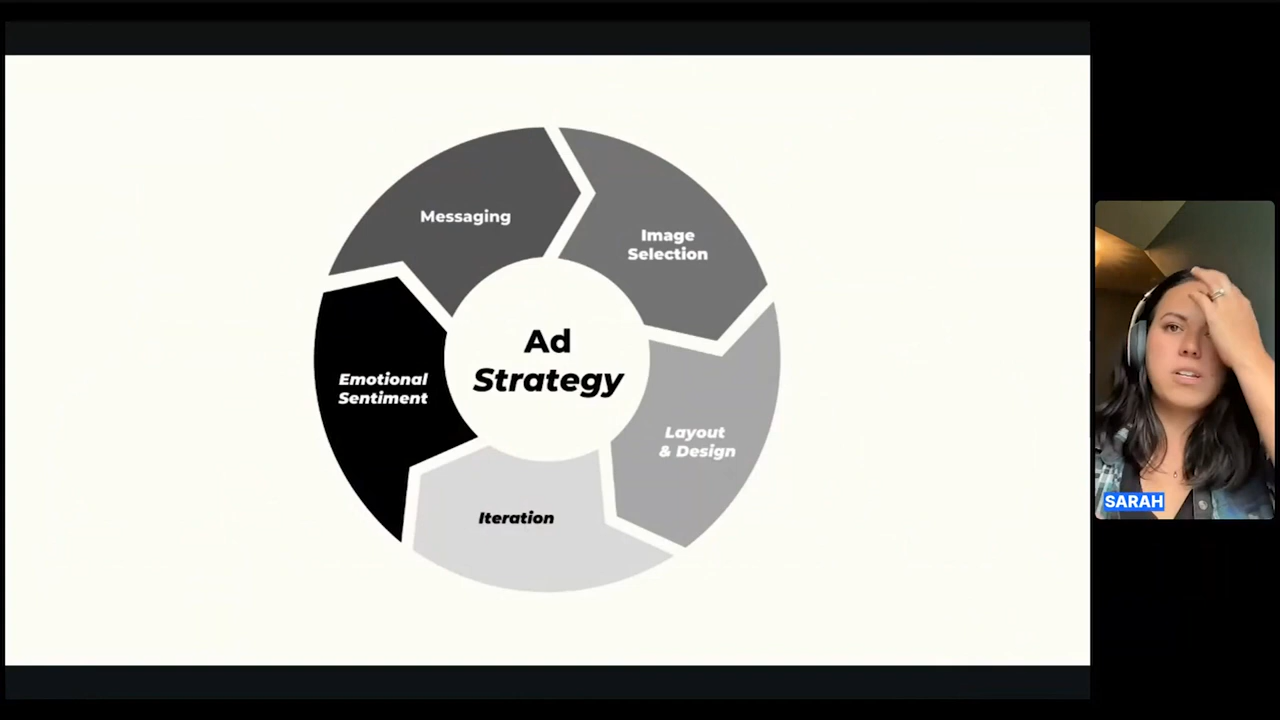 Messaging
Image
Selection
Ad
Strategy
Emotional
Sentiment
Layout
& Design
Iteration
SARAH